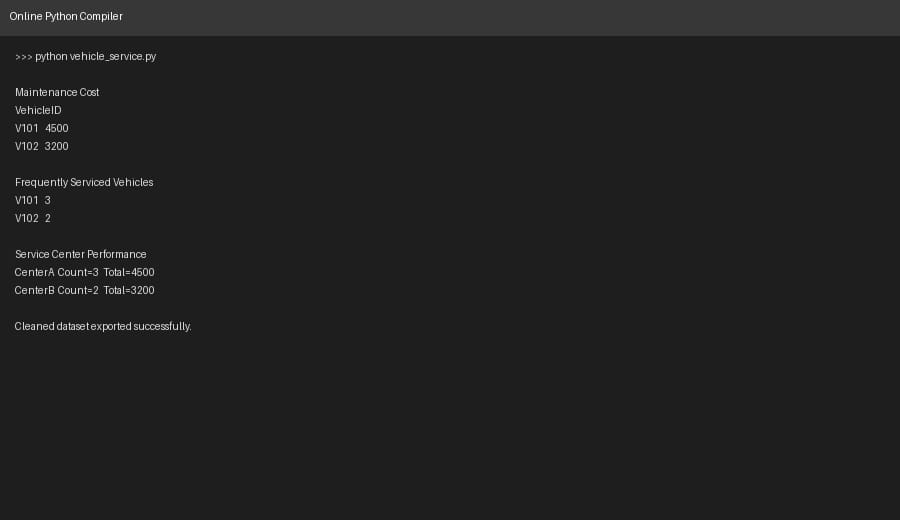 Online Python Compiler
>>> python vehicle_service.py
Maintenance Cost
VehicleID
V101 4500
V102 3200
Frequently Serviced Vehicles
V101 3
V102 2
Service Center Performance
CenterA Count=3 Total=4500
CenterB Count=2 Total=3200
Cleaned dataset exported successfully.